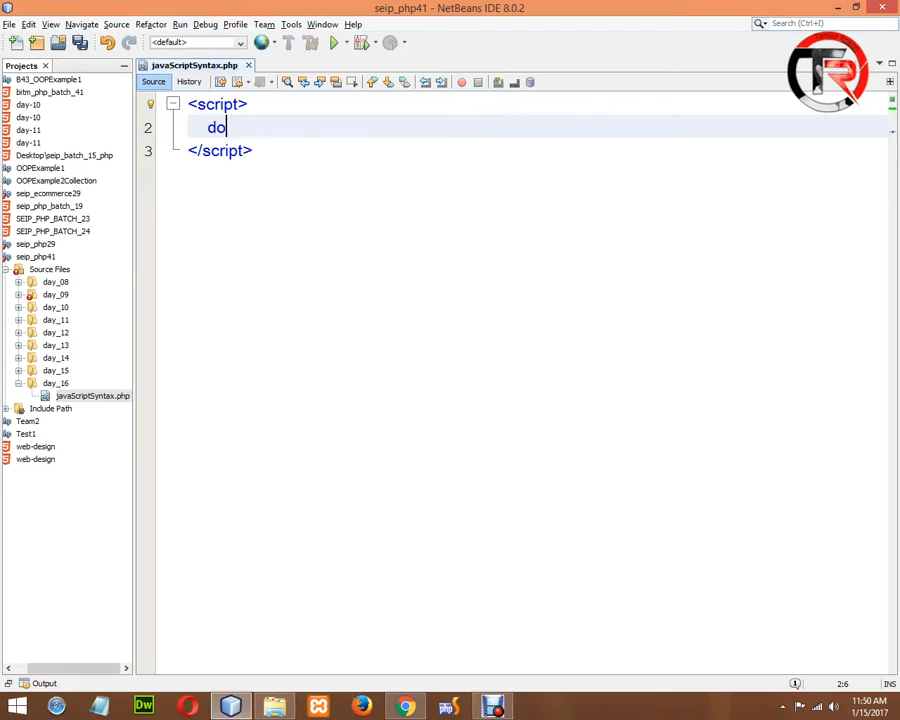 seip_php41 - NetBeans IDE 8.0.2
File Edit View Navigate Source Refactor Run Debug Profile Team Tools Window Help
Search (Ctrl+I)
<default>
Projects
javaScriptSyntax.php
Source History
B43_OOPExample1
bitm_php_batch_41
day-10
day-10
day-11
day-11
Desktop\seip_batch_15_php
OOPExample1
OOPExample2Collection
seip_ecommerce29
seip_php_batch_19
SEIP_PHP_BATCH_23
SEIP_PHP_BATCH_24
seip_php29
seip_php41
Source Files
day_08
day_09
day_10
day_11
day_12
day_13
day_14
day_15
day_16
javaScriptSyntax.php
Include Path
Team2
Test1
web-design
web-design
<script>
2 do
3 </script>
TR
Output
2:6 INS
Dw
php
11:50 AM
1/15/2017